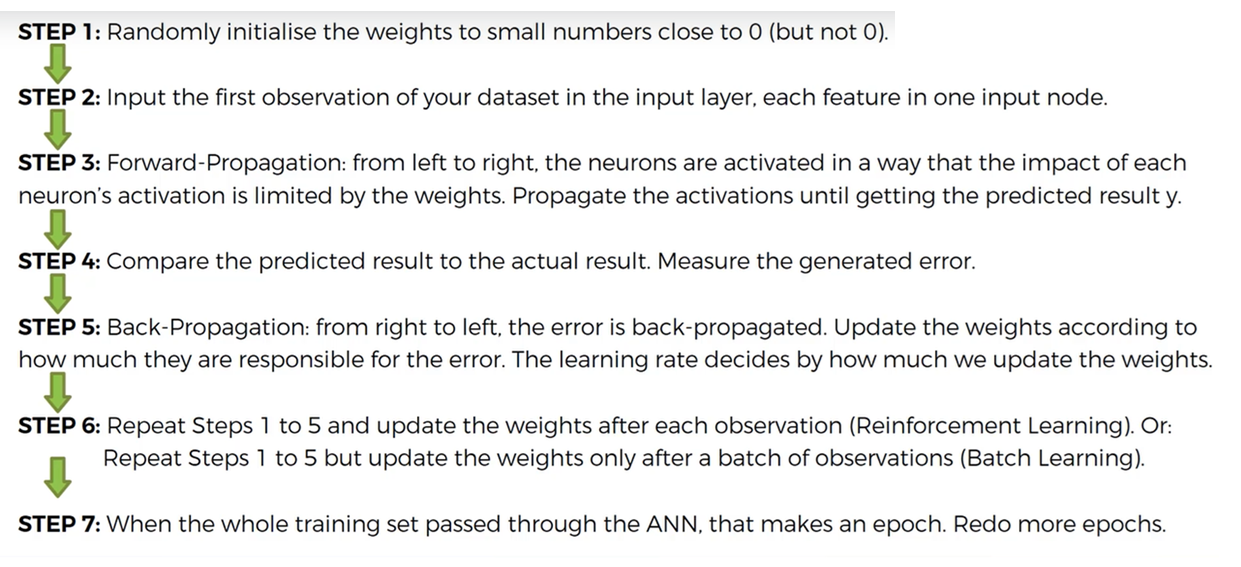 STEP 1: Randomly initialise the weights to small numbers close to 0 (but not 0).
STEP 2: Input the first observation of your dataset in the input layer, each feature in one input node.
STEP 3: Forward-Propagation: from left to right, the neurons are activated in a way that the impact of each
neuron's activation is limited by the weights. Propagate the activations until getting the predicted result y.
STEP 4: Compare the predicted result to the actual result. Measure the generated error.
STEP 5: Back-Propagation: from right to left, the error is back-propagated. Update the weights according to
how much they are responsible for the error. The learning rate decides by how much we update the weights.
STEP 6: Repeat Steps 1 to 5 and update the weights after each observation (Reinforcement Learning). Or:
Repeat Steps 1 to 5 but update the weights only after a batch of observations (Batch Learning).
STEP 7: When the whole training set passed through the ANN, that makes an epoch. Redo more epochs.